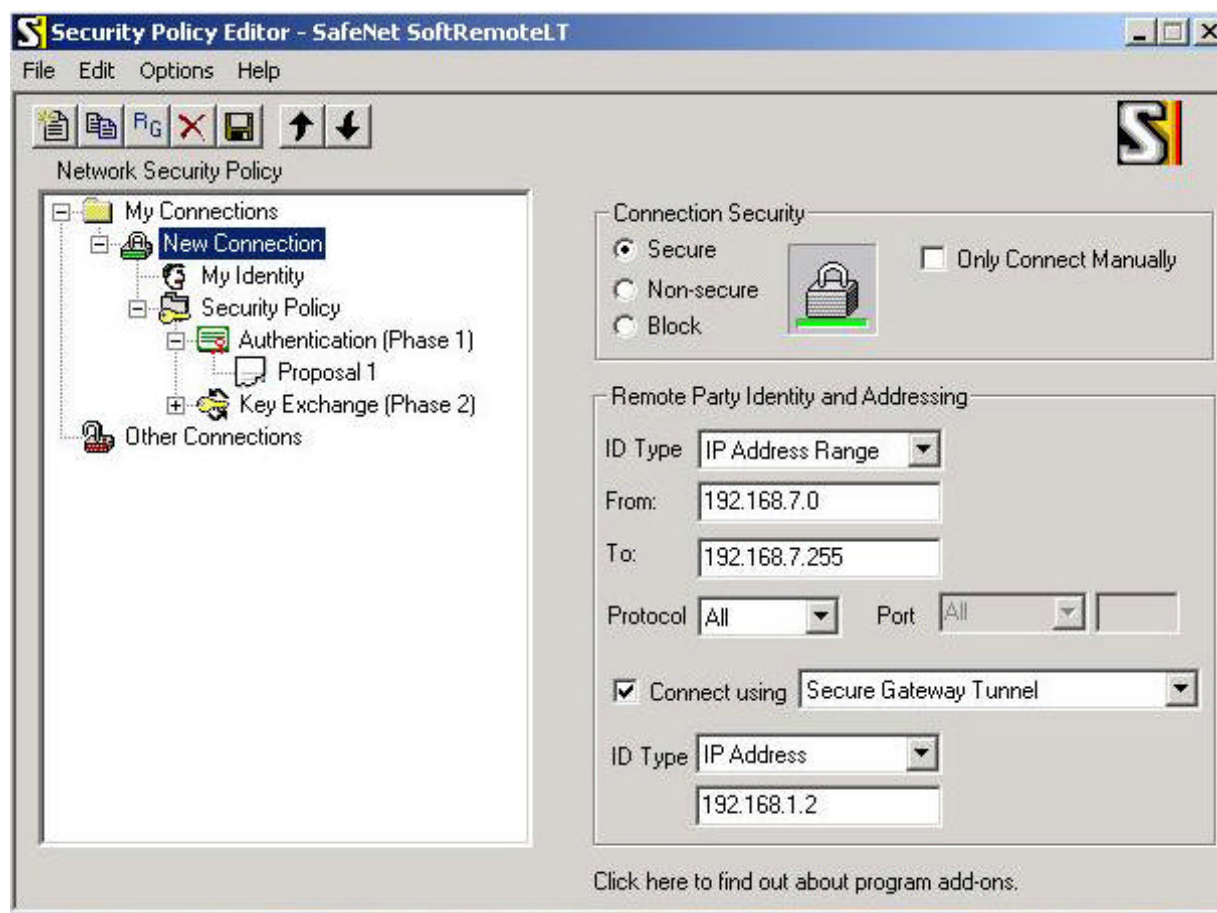 Security Policy Editor - SafeNet SoftRemoteLT
File Edit Options Help
RG
Network Security Policy
My Connections
New Connection
My Identity
Security Policy
Authentication (Phase 1)
Proposal 1
Key Exchange (Phase 2)
Other Connections
Connection Security
Secure
Non-secure
Block
Only Connect Manually
Remote Party Identity and Addressing
ID Type IP Address Range
From: 192.168.7.0
To: 192.168.7.255
Protocol All Port All
Connect using Secure Gateway Tunnel
ID Type IP Address
192.168.1.2
Click here to find out about program add-ons.